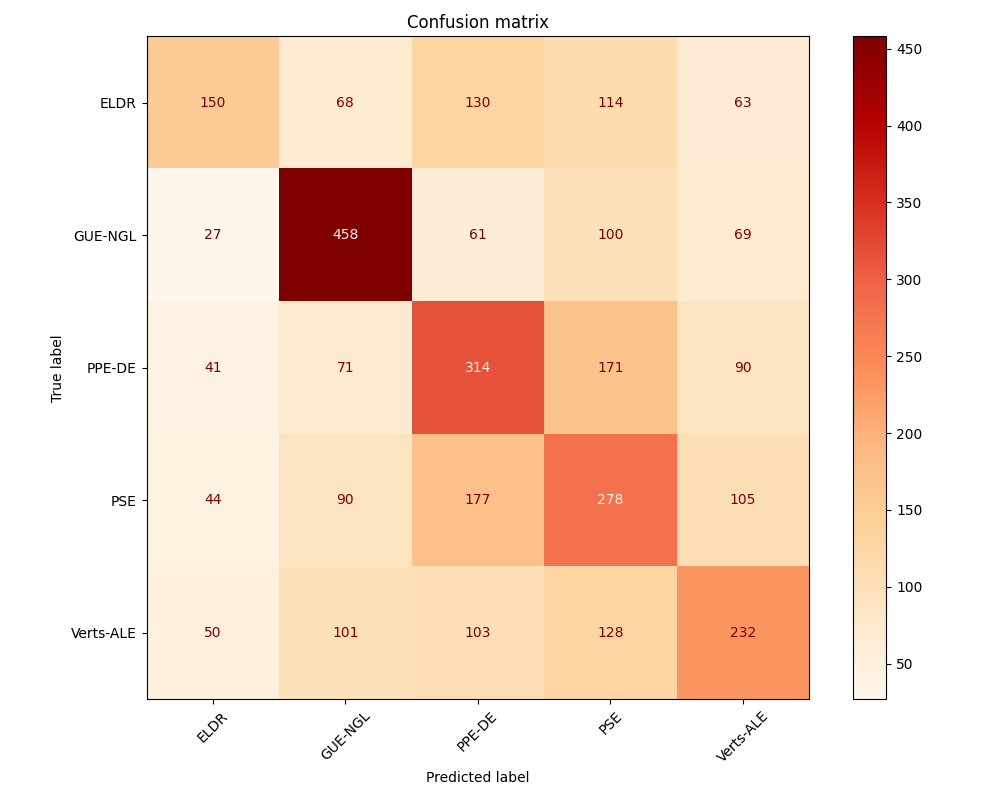 Confusion matrix
ELDR 150 68 130 114 63
GUE-NGL 27 458 61 100 69
PPE-DE 41 71 314 171 90
PSE 44 90 177 278 105
Verts-ALE 50 101 103 128 232
ELDR GUE-NGL PPE-DE PSE Verts-ALE
Predicted label
True label
450
400
350
300
250
200
150
100
50